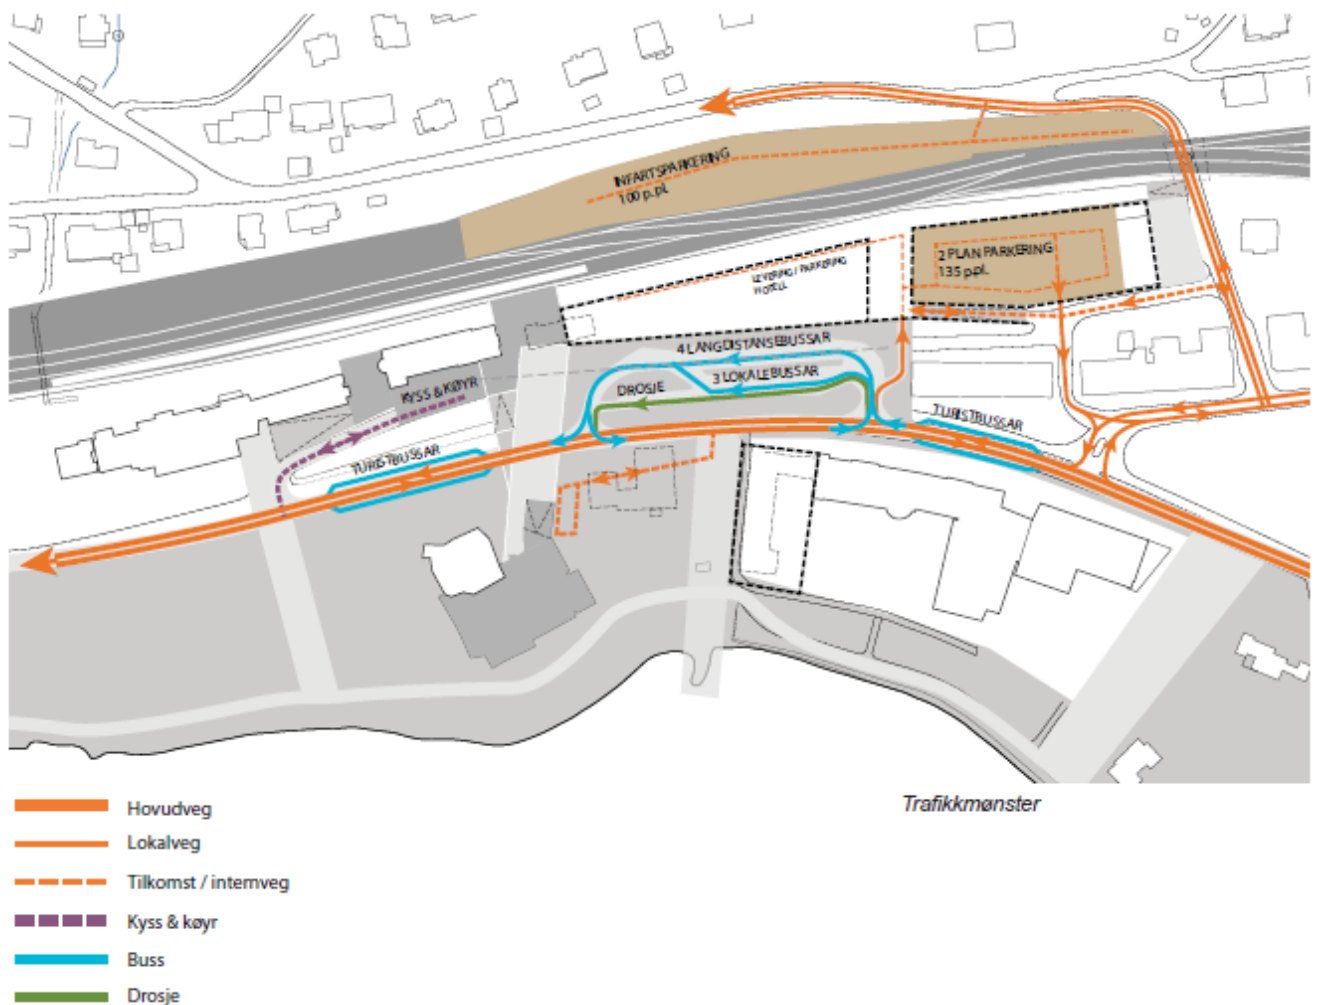 INFARTSPARKERING
100 p.pl.
2 PLAN PARKERING
135 p.pl.
LEVERING / PARKERING
HOTELL
4 LANGDISTANSEBUSSAR
3 LOKALEBUSSAR
DROSJE
KYSS & KØYR
TURISTBUSSAR
TURISTBUSSAR
Trafikkmønster
Hovudveg
Lokalveg
Tilkomst / internveg
Kyss & køyr
Buss
Drosje